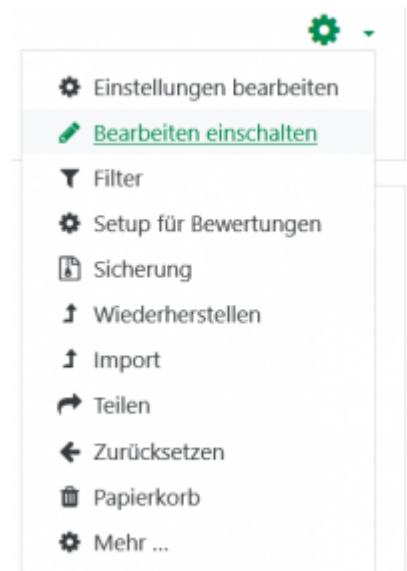 Einstellungen bearbeiten
Bearbeiten einschalten
Filter
Setup für Bewertungen
Sicherung
Wiederherstellen
Import
Teilen
Zurücksetzen
Papierkorb
Mehr ...